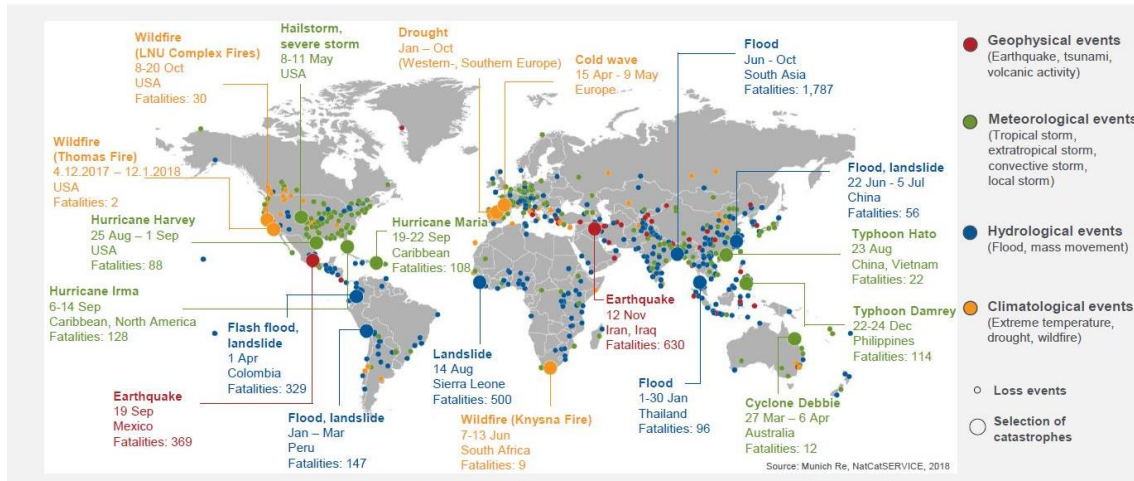 Wildfire
(LNU Complex Fires)
8-20 Oct
USA
Fatalities: 30
Hailstorm,
severe storm
8-11 May
USA
Drought
Jan – Oct
(Western-, Southern Europe)
Cold wave
15 Apr - 9 May
Europe
Flood
Jun - Oct
South Asia
Fatalities: 1,787
Wildfire
(Thomas Fire)
4.12.2017 – 12.1.2018
USA
Fatalities: 2
Flood, landslide
22 Jun - 5 Jul
China
Fatalities: 56
Hurricane Harvey
25 Aug – 1 Sep
USA
Fatalities: 88
Hurricane Maria
19-22 Sep
Caribbean
Fatalities: 108
Typhoon Hato
23 Aug
China, Vietnam
Fatalities: 22
Hurricane Irma
6-14 Sep
Caribbean, North America
Fatalities: 128
Earthquake
12 Nov
Iran, Iraq
Fatalities: 630
Typhoon Damrey
22-24 Dec
Philippines
Fatalities: 114
Flash flood,
landslide
1 Apr
Colombia
Fatalities: 329
Landslide
14 Aug
Sierra Leone
Fatalities: 500
Flood
1-30 Jan
Thailand
Fatalities: 96
Earthquake
19 Sep
Mexico
Fatalities: 369
Flood, landslide
Jan – Mar
Peru
Fatalities: 147
Wildfire (Knysna Fire)
7-13 Jun
South Africa
Fatalities: 9
Cyclone Debbie
27 Mar – 6 Apr
Australia
Fatalities: 12
Source: Munich Re, NatCatSERVICE, 2018
Geophysical events
(Earthquake, tsunami,
volcanic activity)
Meteorological events
(Tropical storm,
extratropical storm,
convective storm,
local storm)
Hydrological events
(Flood, mass movement)
Climatological events
(Extreme temperature,
drought, wildfire)
Loss events
Selection of
catastrophes